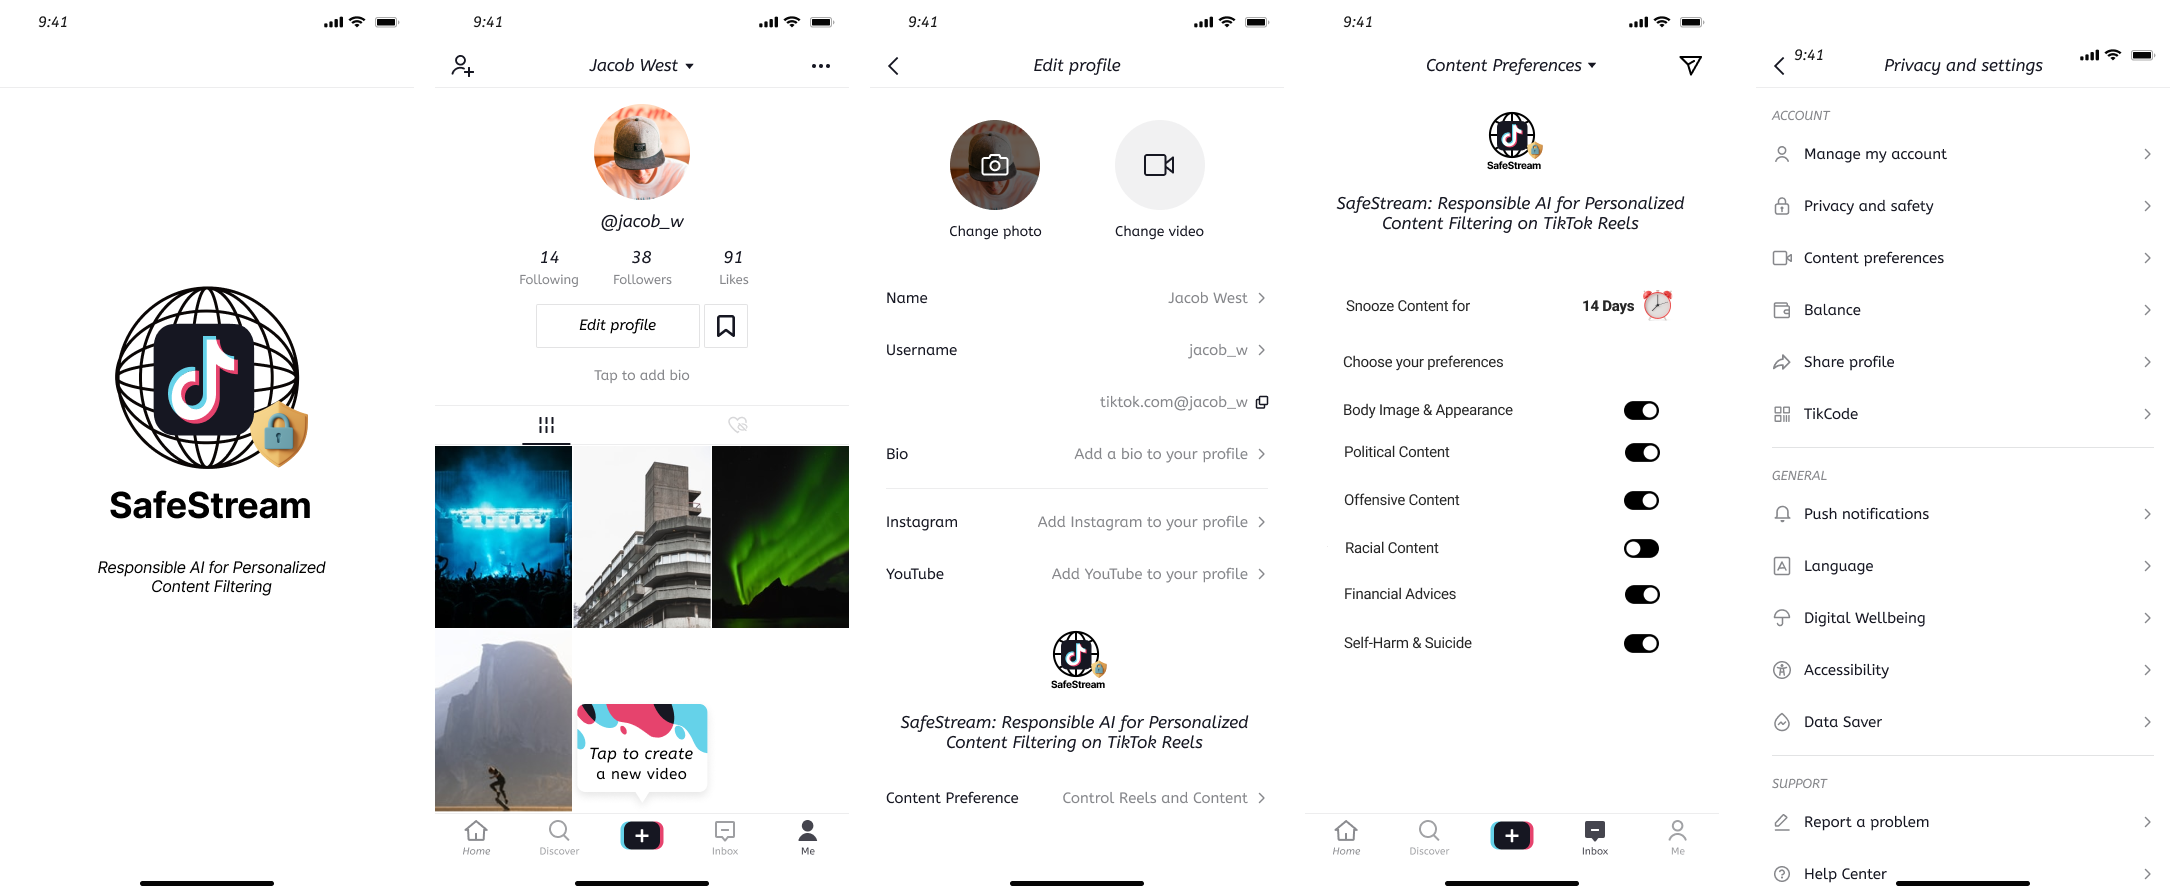 9:41
SafeStream
Responsible AI for Personalized
Content Filtering
9:41
Jacob West
@jacob_w
14
38
91
Following
Followers
Likes
Edit profile
Tap to add bio
Tap to create
a new video
Home
Discover
Inbox
Me
9:41
Edit profile
Change photo
Change video
Name
Jacob West
Username
jacob_w
tiktok.com@jacob_w
Bio
Add a bio to your profile
Instagram
Add Instagram to your profile
YouTube
Add YouTube to your profile
SafeStream
SafeStream: Responsible AI for Personalized
Content Filtering on TikTok Reels
Content Preference
Control Reels and Content
9:41
Content Preferences
SafeStream
SafeStream: Responsible AI for Personalized
Content Filtering on TikTok Reels
Snooze Content for
14 Days
Choose your preferences
Body Image & Appearance
Political Content
Offensive Content
Racial Content
Financial Advices
Self-Harm & Suicide
Home
Discover
Inbox
Me
9:41
Privacy and settings
ACCOUNT
Manage my account
Privacy and safety
Content preferences
Balance
Share profile
TikCode
GENERAL
Push notifications
Language
Digital Wellbeing
Accessibility
Data Saver
SUPPORT
Report a problem
Help Center